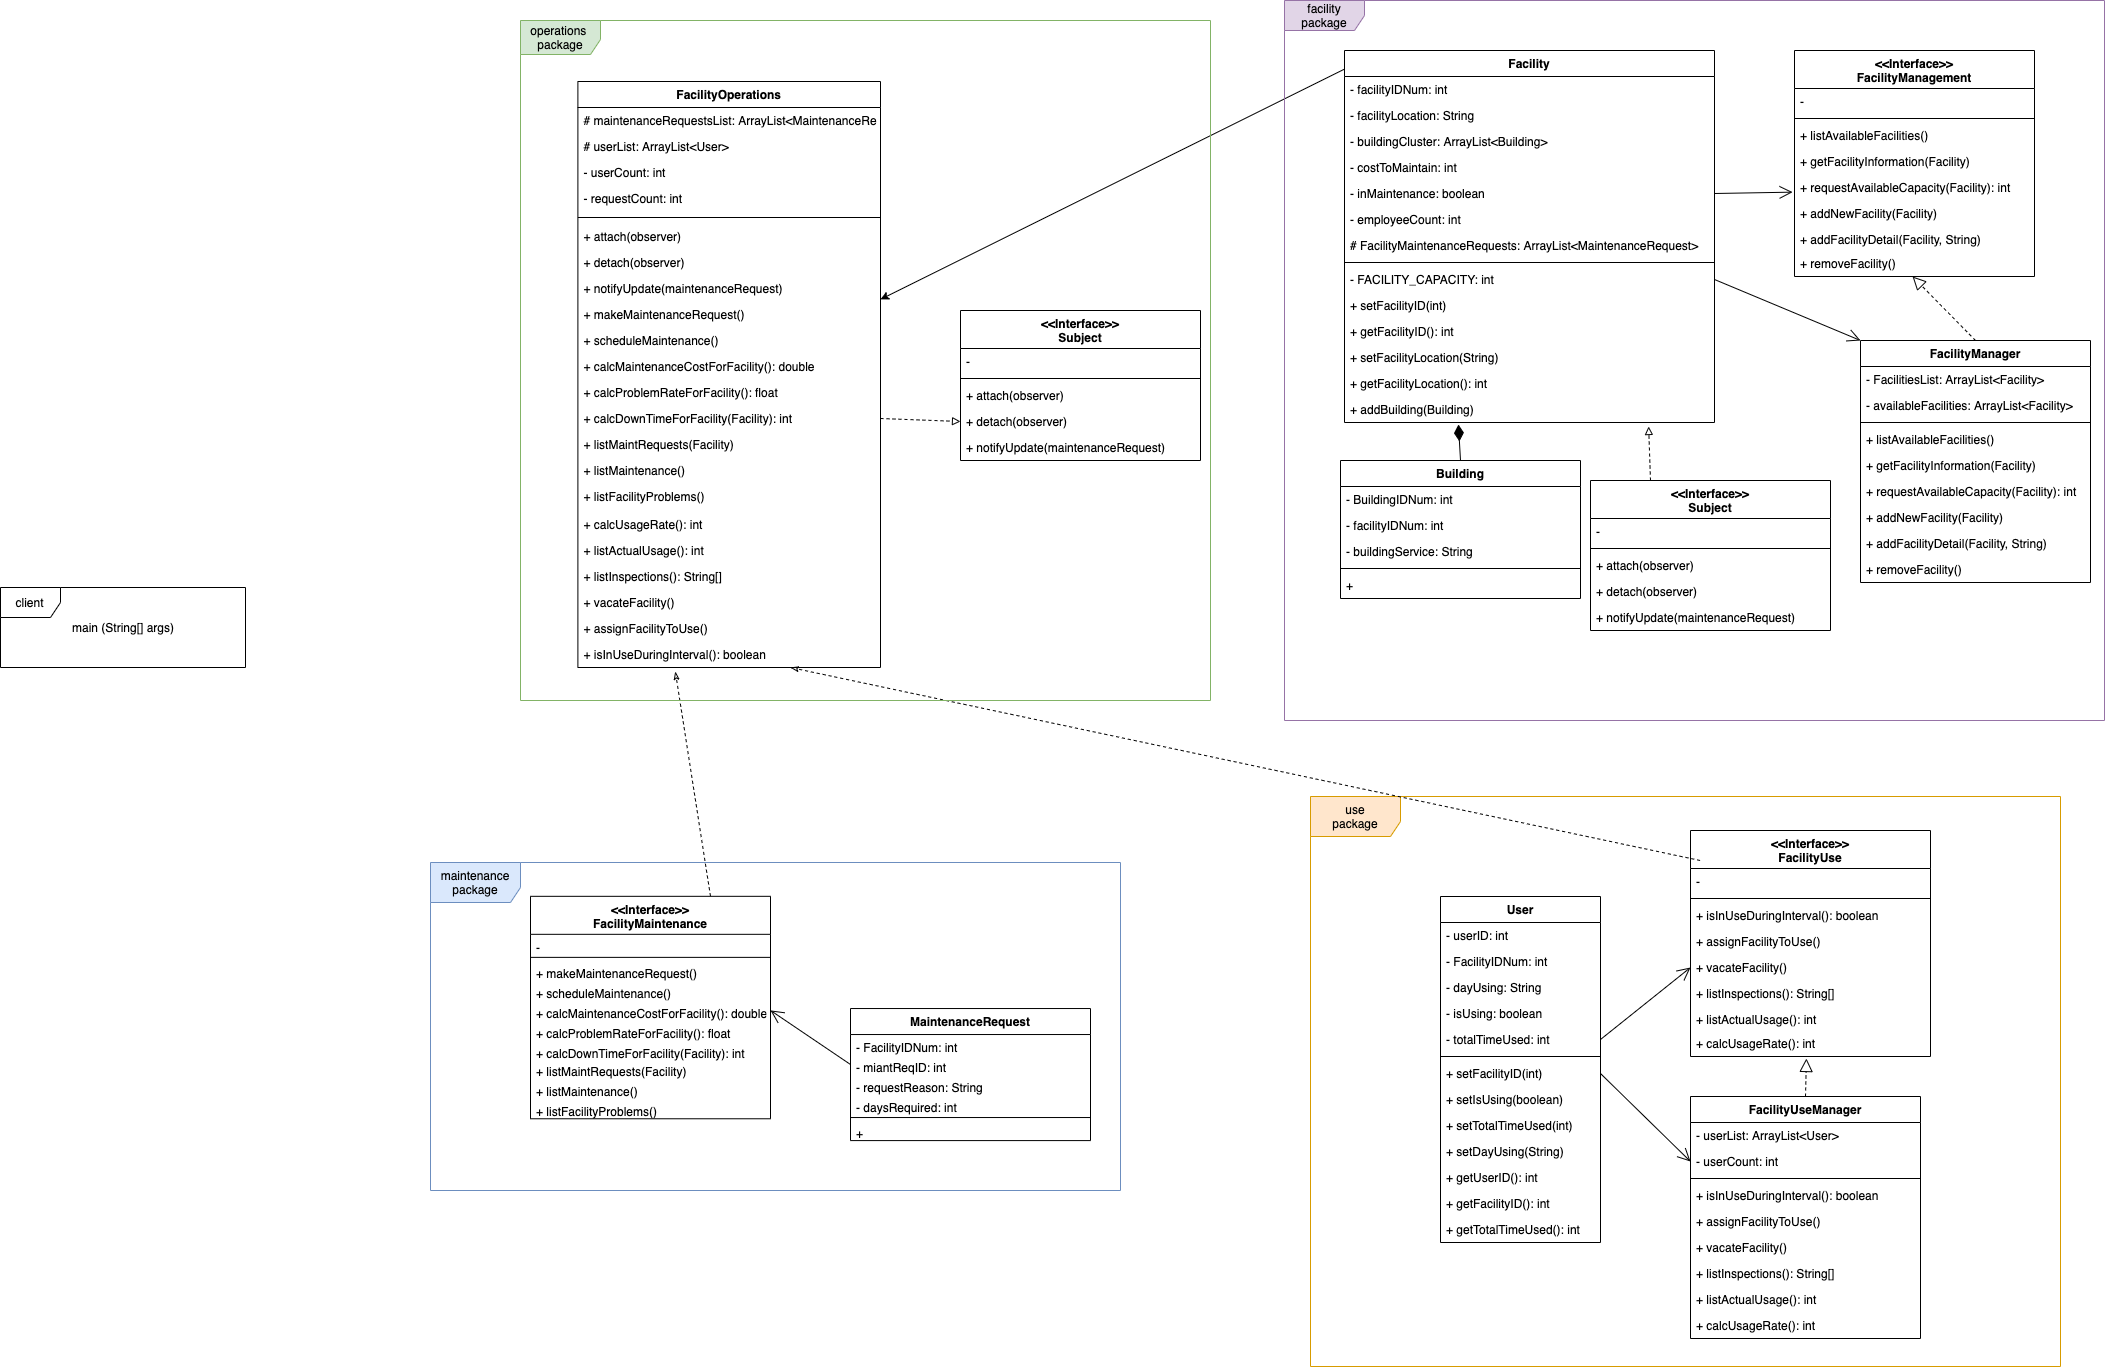 operations
package
FacilityOperations
# maintenanceRequestsList: ArrayList<MaintenanceRe
# userList: ArrayList<User>
- userCount: int
- requestCount: int
+ attach(observer)
+ detach(observer)
+ notifyUpdate(maintenanceRequest)
+ makeMaintenanceRequest()
+ scheduleMaintenance()
+ calcMaintenanceCostForFacility(): double
+ calcProblemRateForFacility(): float
+ calcDownTimeForFacility(Facility): int
+ listMaintRequests(Facility)
+ listMaintenance()
+ listFacilityProblems()
+ calcUsageRate(): int
+ listActualUsage(): int
+ listInspections(): String[]
+ vacateFacility()
+ assignFacilityToUse()
+ isInUseDuringInterval(): boolean
<<Interface>>
Subject
-
+ attach(observer)
+ detach(observer)
+ notifyUpdate(maintenanceRequest)
facility
package
Facility
- facilityIDNum: int
- facilityLocation: String
- buildingCluster: ArrayList<Building>
- costToMaintain: int
- inMaintenance: boolean
- employeeCount: int
# FacilityMaintenanceRequests: ArrayList<MaintenanceRequest>
- FACILITY_CAPACITY: int
+ setFacilityID(int)
+ getFacilityID(): int
+ setFacilityLocation(String)
+ getFacilityLocation(): int
+ addBuilding(Building)
<<Interface>>
FacilityManagement
-
+ listAvailableFacilities()
+ getFacilityInformation(Facility)
+ requestAvailableCapacity(Facility): int
+ addNewFacility(Facility)
+ addFacilityDetail(Facility, String)
+ removeFacility()
FacilityManager
- FacilitiesList: ArrayList<Facility>
- availableFacilities: ArrayList<Facility>
+ listAvailableFacilities()
+ getFacilityInformation(Facility)
+ requestAvailableCapacity(Facility): int
+ addNewFacility(Facility)
+ addFacilityDetail(Facility, String)
+ removeFacility()
Building
- BuildingIDNum: int
- facilityIDNum: int
- buildingService: String
+
<<Interface>>
Subject
-
+ attach(observer)
+ detach(observer)
+ notifyUpdate(maintenanceRequest)
client
main (String[] args)
maintenance
package
<<Interface>>
FacilityMaintenance
-
+ makeMaintenanceRequest()
+ scheduleMaintenance()
+ calcMaintenanceCostForFacility(): double
+ calcProblemRateForFacility(): float
+ calcDownTimeForFacility(Facility): int
+ listMaintRequests(Facility)
+ listMaintenance()
+ listFacilityProblems()
MaintenanceRequest
- FacilityIDNum: int
- miantReqID: int
- requestReason: String
- daysRequired: int
+
use
package
User
- userID: int
- FacilityIDNum: int
- dayUsing: String
- isUsing: boolean
- totalTimeUsed: int
+ setFacilityID(int)
+ setIsUsing(boolean)
+ setTotalTimeUsed(int)
+ setDayUsing(String)
+ getUserID(): int
+ getFacilityID(): int
+ getTotalTimeUsed(): int
<<Interface>>
FacilityUse
-
+ isInUseDuringInterval(): boolean
+ assignFacilityToUse()
+ vacateFacility()
+ listInspections(): String[]
+ listActualUsage(): int
+ calcUsageRate(): int
FacilityUseManager
- userList: ArrayList<User>
- userCount: int
+ isInUseDuringInterval(): boolean
+ assignFacilityToUse()
+ vacateFacility()
+ listInspections(): String[]
+ listActualUsage(): int
+ calcUsageRate(): int